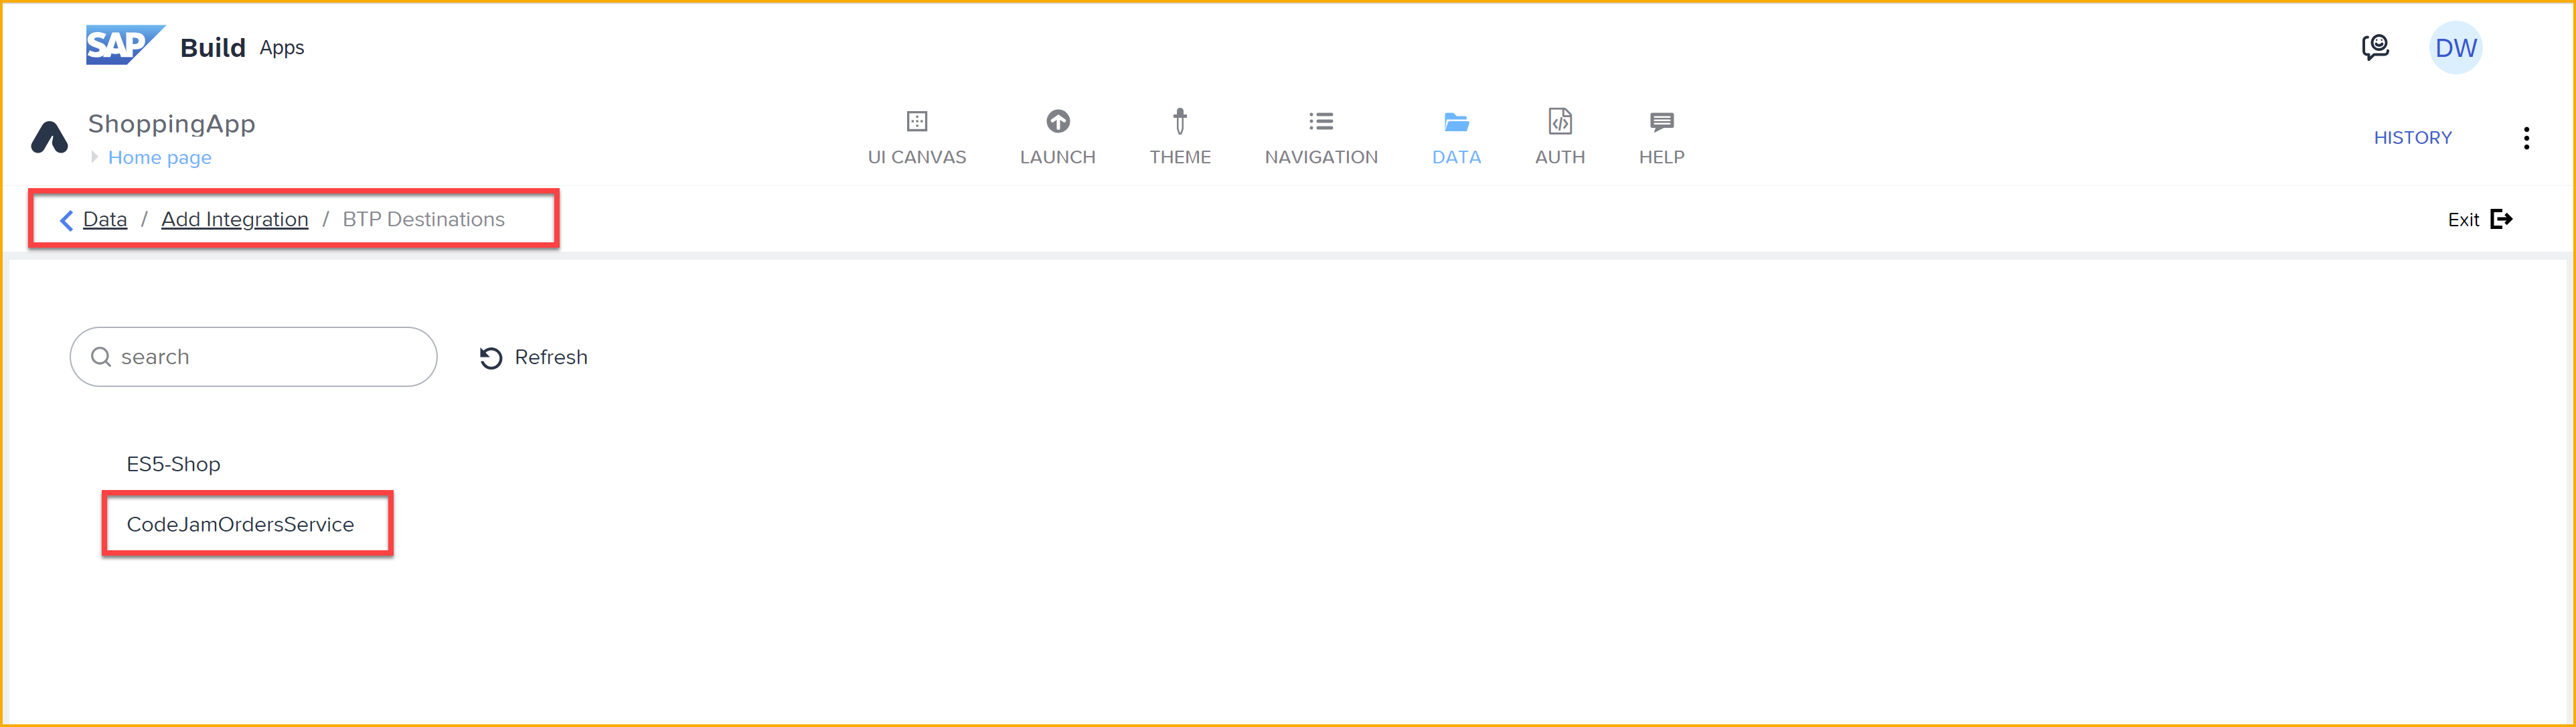 SAP Build Apps
DW
ShoppingApp
Home page
UI CANVAS
LAUNCH
THEME
NAVIGATION
DATA
AUTH
HELP
HISTORY
Data / Add Integration / BTP Destinations
Exit
search
Refresh
ES5-Shop
CodeJamOrdersService